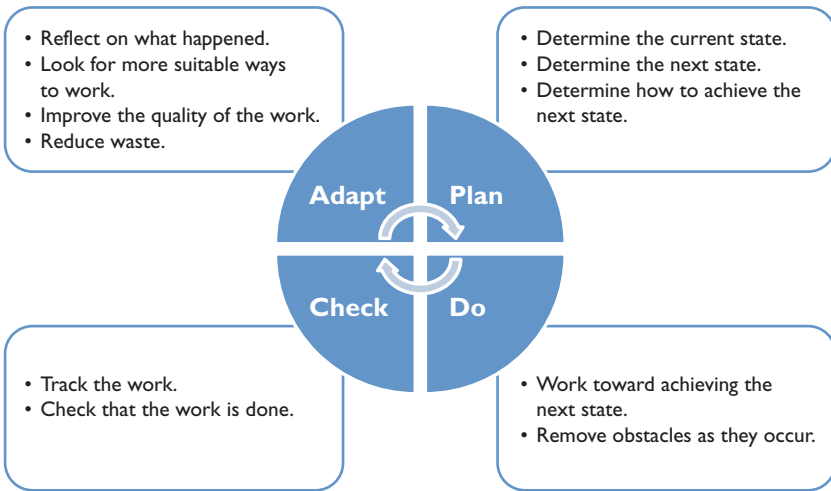 • Reflect on what happened.
• Look for more suitable ways
to work.
• Improve the quality of the work.
• Reduce waste.
• Determine the current state.
• Determine the next state.
• Determine how to achieve the
next state.
Adapt
Plan
Check
Do
• Track the work.
• Check that the work is done.
• Work toward achieving the
next state.
• Remove obstacles as they occur.